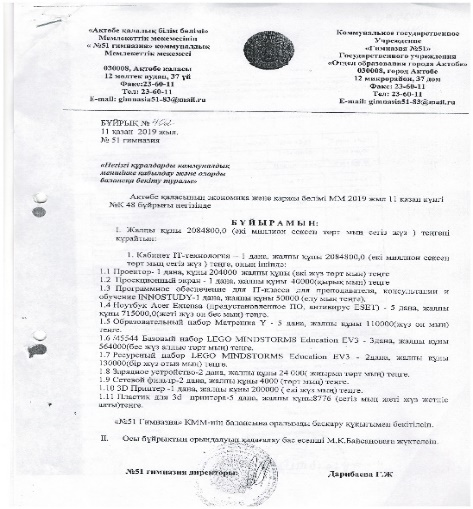 «Ақтөбе қалалық білім бөлімі»
Мемлекеттік мекемесінің
« №51 гимназия» коммуналдық
Мемлекеттік мекемесі
030008, Ақтөбе қаласы
12 мөлтек ауданы, 37 үй
Факс:23-60-11
Тел: 23-60-11
E-mail: gimnasia51-83@mail.ru
Коммунальное государственное
Учреждение
«Гимназия №51»
Государственного учреждения
«Отдел образования города Актобе»
030008, город Актобе
12 микрорайон, 37 дом
Факс: 23-60-11
Тел: 23-60-11
E-mail: gimnasia51-83@mail.ru
БҰЙРЫҚ №
11 қазан 2019 жыл.
№ 51 гимназия
«Негізгі құралдарды коммуналдық
меншікке қабылдау және оларды
балансқа бекіту туралы»
Ақтөбе қаласының экономика және қаржы бөлімі ММ 2019 жыл 11 қазан күнгі
№К 48 бұйрығы негізінде
Б Ұ Й Ы Р А М Ы Н:
I. Жалпы құны 2084800,0 (екі миллион сексен төрт мың сегіз жүз ) теңгені
құрайтын:
1. Кабинет IT-технология – 1 дана, жалпы құны 2084800,0 (екі миллион сексен
төрт мың сегіз жүз ) теңге, оның ішінде:
1.1 Проектор- 1 дана, құны 204000 жалпы құны (екі жүз төрт мың) теңге
1.2 Проекционный экран - 1 дана, жалпы құны 46000(қырық мың) теңге
1.3 Программное обеспечение для IT-класса для преподавателя, консультации и
обучение INNOSTUDY-1 дана, жалпы құны 50000 (елу мың теңге),
1.4 Ноутбук Acer Extensa (предустановленное ПО, антивирус ESET) - 5 дана, жалпы
құны 715000,0(жеті жүз он бес мың) теңге.
1.5 Образовательный набор Матрешка Y - 5 дана, жалпы құны 110000(жүз он мың)
теңге.
1.6 45544 Базовый набор LEGO MINDSTORMS Education EV3 - 3дана, жалпы құны
564000(бес жүз алпыс төрт мың) теңге.
1.7 Ресурсный набор LEGO MINDSTORMS Education EV3 - 2дана, жалпы құны
130000(бір жүз отыз мың) теңге.
1.8 Зарядное устройство-2 дана, жалпы құны 24 000( жиырма төрт мың) теңге.
1.9 Сетевой фильтр-2 дана, жалпы құны 4000 (төрт мың) теңге.
1.10 3D Принтер -1 дана, жалпы құны 200000 ( екі жүз мың) теңге.
1.11 Пластик для 3d принтера-5 дана, жалпы құны8776 (сегіз мың жеті жүз жетпіс
алты)теңге.
«№51 Гимназия» КММ-нің балансына оралымды басқару құқығымен бекітілсін.
II. Осы бұйрықтың орындалуын қадағалау бас есепші М.К.Байсановаға жүктелсін.
№51 гимназия директоры:
Дарибаева Г.Ж